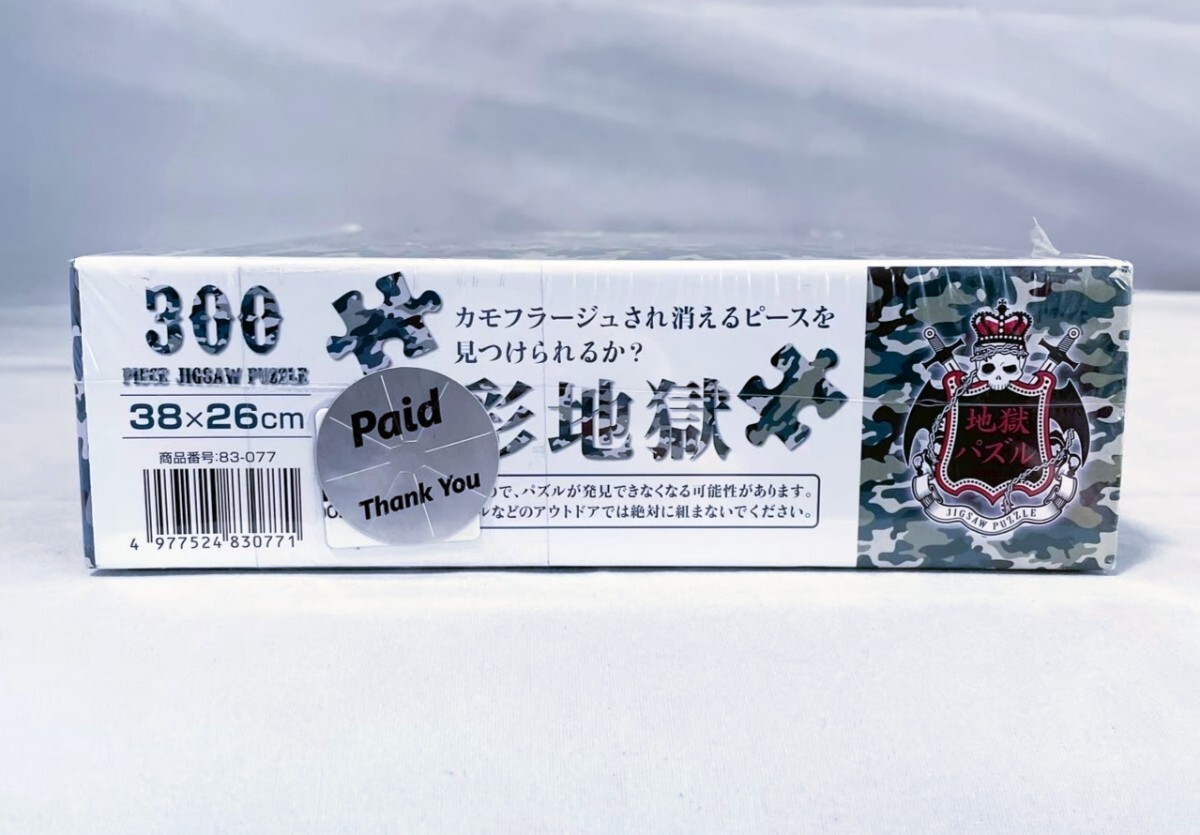 300
PIECE JIGSAW PUZZLE
38×26cm
商品番号:83-077
4 977524 830771
カモフラージュされ消えるピースを
見つけられるか?
彩地獄
Paid
Thank You
ので、パズルが発見できなくなる可能性があります。
ルなどのアウトドアでは絶対に組まないでください。
地獄
パズル
JIGSAW PUZZLE